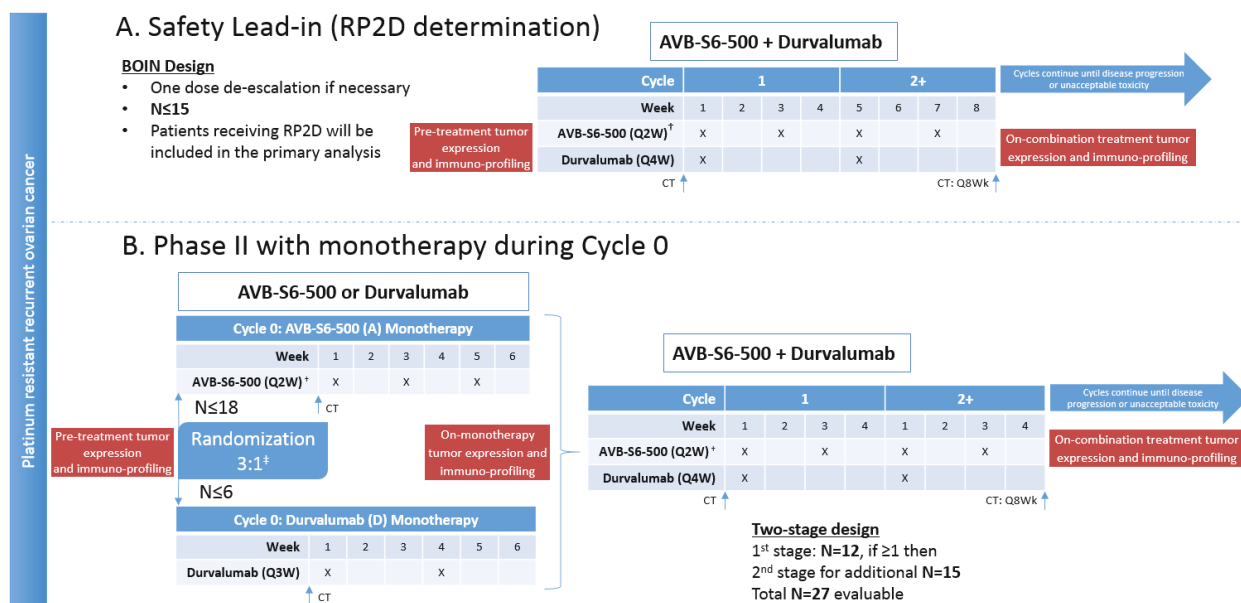 Platinum resistant recurrent ovarian cancer
A. Safety Lead-in (RP2D determination)
BOIN Design
• One dose de-escalation if necessary
• N≤15
• Patients receiving RP2D will be
included in the primary analysis
Pre-treatment tumor
expression
and immuno-profiling
AVB-S6-500 + Durvalumab
Cycle 1 2+
Week 1 2 3 4 5 6 7 8
AVB-S6-500 (Q2W)† X X X X
Durvalumab (Q4W) X X
CT CT: Q8Wk
Cycles continue until disease progression
or unacceptable toxicity
On-combination treatment tumor
expression and immuno-profiling
B. Phase II with monotherapy during Cycle 0
AVB-S6-500 or Durvalumab
Cycle 0: AVB-S6-500 (A) Monotherapy
Week 1 2 3 4 5 6
AVB-S6-500 (Q2W)† X X X
N≤18 CT
Pre-treatment tumor
expression
and immuno-profiling
Randomization
3:1‡
N≤6
On-monotherapy
tumor expression and
immuno-profiling
Cycle 0: Durvalumab (D) Monotherapy
Week 1 2 3 4 5 6
Durvalumab (Q3W) X X
CT
AVB-S6-500 + Durvalumab
Cycle 1 2+
Week 1 2 3 4 1 2 3 4
AVB-S6-500 (Q2W)† X X X X
Durvalumab (Q4W) X X
CT CT: Q8Wk
Cycles continue until disease
progression or unacceptable toxicity
On-combination treatment tumor
expression and immuno-profiling
Two-stage design
1st stage: N=12, if ≥1 then
2nd stage for additional N=15
Total N=27 evaluable